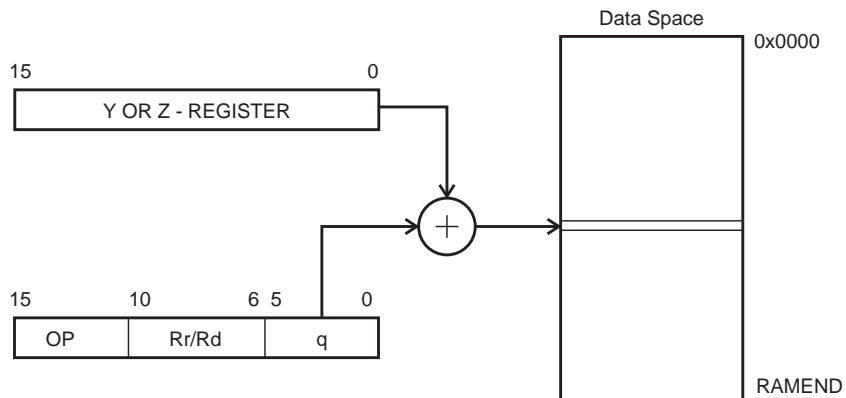 Data Space
0x0000
15 0
Y OR Z - REGISTER
+
15 10 6 5 0
OP Rr/Rd q
RAMEND